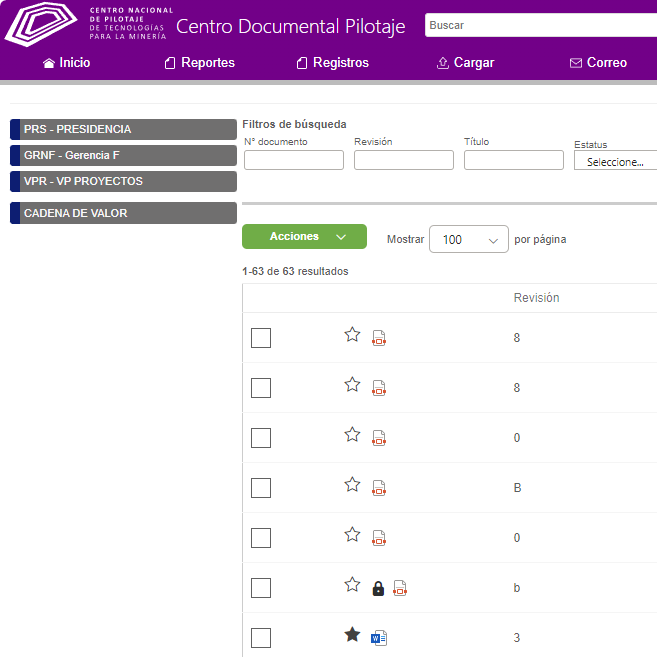 CENTRO NACIONAL
DE PILOTAJE
DE TECNOLOGÍAS
PARA LA MINERÍA
Centro Documental Pilotaje
Buscar
Inicio
Reportes
Registros
Cargar
Correo
PRS - PRESIDENCIA
GRNF - Gerencia F
VPR - VP PROYECTOS
CADENA DE VALOR
Filtros de búsqueda
N° documento
Revisión
Título
Estatus
Seleccione...
Acciones
Mostrar 100 por página
1-63 de 63 resultados
Revisión
8
8
0
B
0
b
3